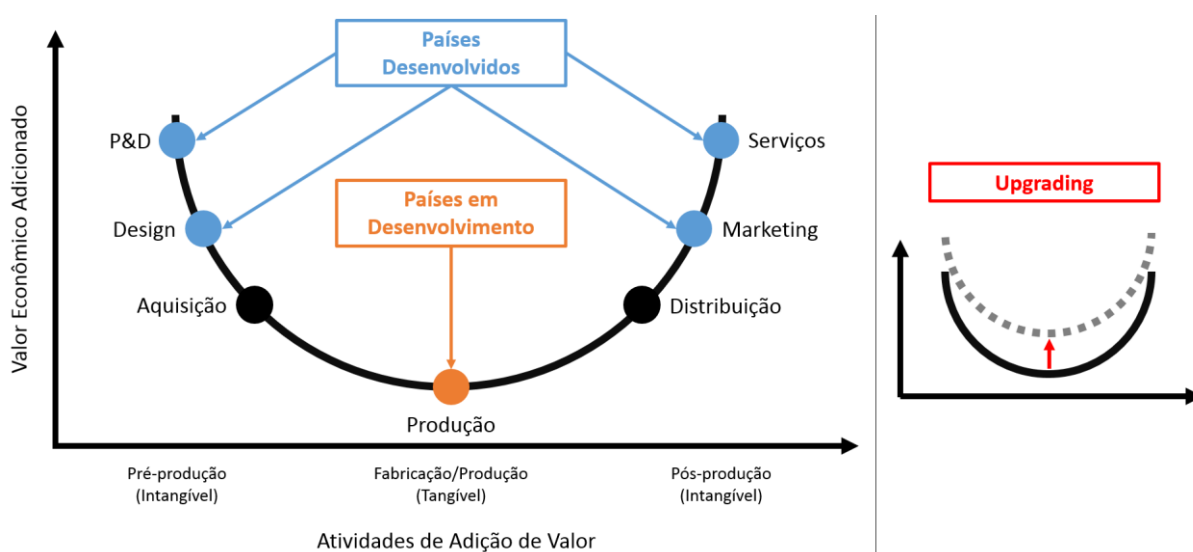 Países
Desenvolvidos
P&D
Serviços
Países em
Desenvolvimento
Design
Marketing
Aquisição
Distribuição
Produção
Valor Econômico Adicionado
Pré-produção
(Intangível)
Fabricação/Produção
(Tangível)
Pós-produção
(Intangível)
Atividades de Adição de Valor
Upgrading